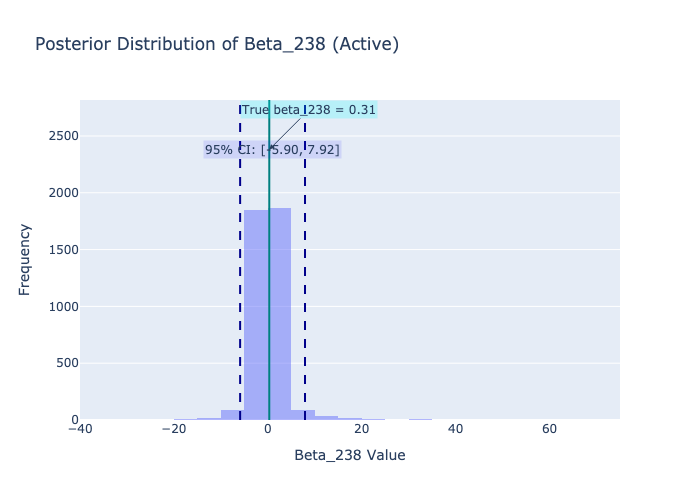 Posterior Distribution of Beta_238 (Active)
True beta_238 = 0.31
95% CI: [-5.90, 7.92]
2500
2000
1500
1000
500
0
Frequency
−40
−20
0
20
40
60
Beta_238 Value